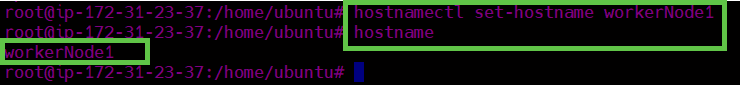 root@ip-172-31-23-37:/home/ubuntu# hostnamectl set-hostname workerNode1
root@ip-172-31-23-37:/home/ubuntu# hostname
workerNode1
root@ip-172-31-23-37:/home/ubuntu#